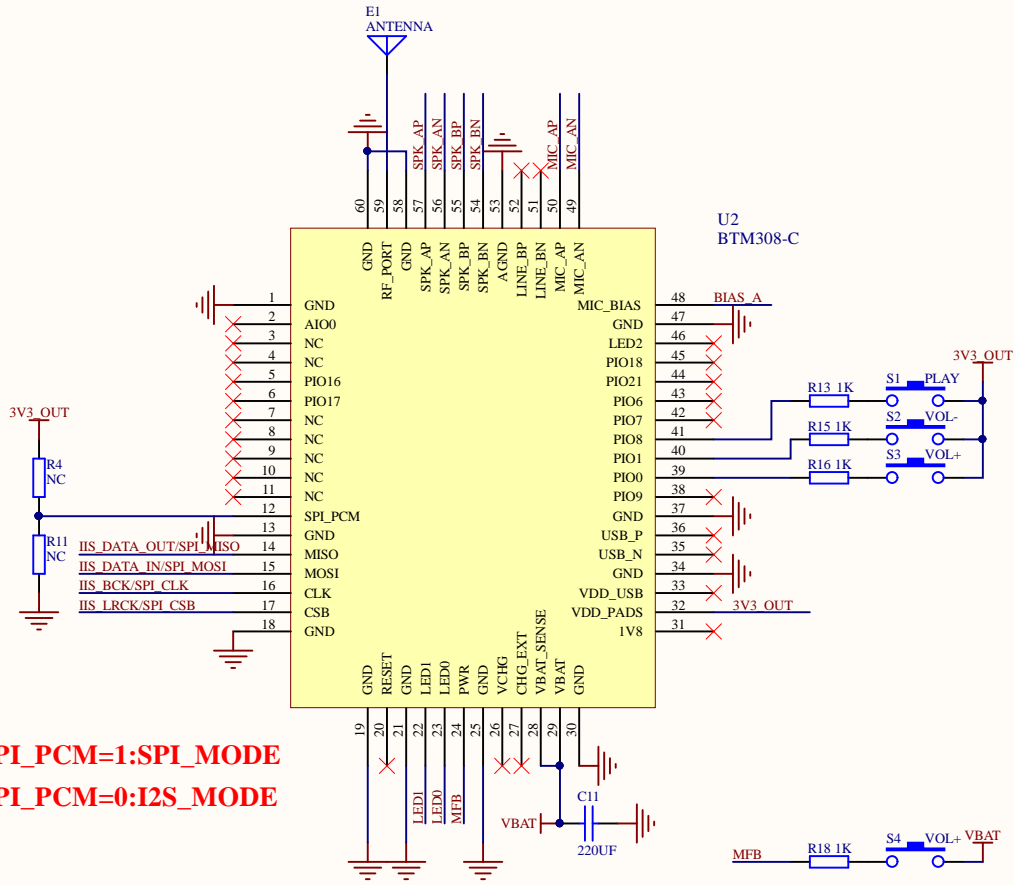 E1
ANTENNA
SPK_AP
SPK_AN
SPK_BP
SPK_BN
MIC_AP
MIC_AN
60
59
58
57
56
55
54
53
52
51
50
49
GND
RF_PORT
GND
SPK_AP
SPK_AN
SPK_BP
SPK_BN
AGND
LINE_BP
LINE_BN
MIC_AP
MIC_AN
U2
BTM308-C
1 GND
2 AIO0
3 NC
4 NC
5 PIO16
6 PIO17
7 NC
8 NC
9 NC
10 NC
11 NC
12 SPI_PCM
13 GND
IIS_DATA_OUT/SPI_MISO 14 MISO
IIS_DATA_IN/SPI_MOSI 15 MOSI
IIS_BCK/SPI_CLK 16 CLK
IIS_LRCK/SPI_CSB 17 CSB
18 GND
3V3_OUT
R4
NC
R11
NC
MIC_BIAS 48 BIAS_A
GND 47
LED2 46
PIO18 45
PIO21 44
PIO6 43
PIO7 42
PIO8 41
PIO1 40
PIO0 39
PIO9 38
GND 37
USB_P 36
USB_N 35
GND 34
VDD_USB 33
VDD_PADS 32 3V3_OUT
1V8 31
3V3_OUT
R13 1K S1 PLAY
R15 1K S2 VOL-
R16 1K S3 VOL+
GND
RESET
GND
LED1
LED0
PWR
GND
VCHG
CHG_EXT
VBAT_SENSE
VBAT
GND
19
20
21
22
23
24
25
26
27
28
29
30
LED1
LED0
MFB
VBAT
C11
220UF
PI_PCM=1:SPI_MODE
PI_PCM=0:I2S_MODE
MFB R18 1K S4 VOL+ VBAT